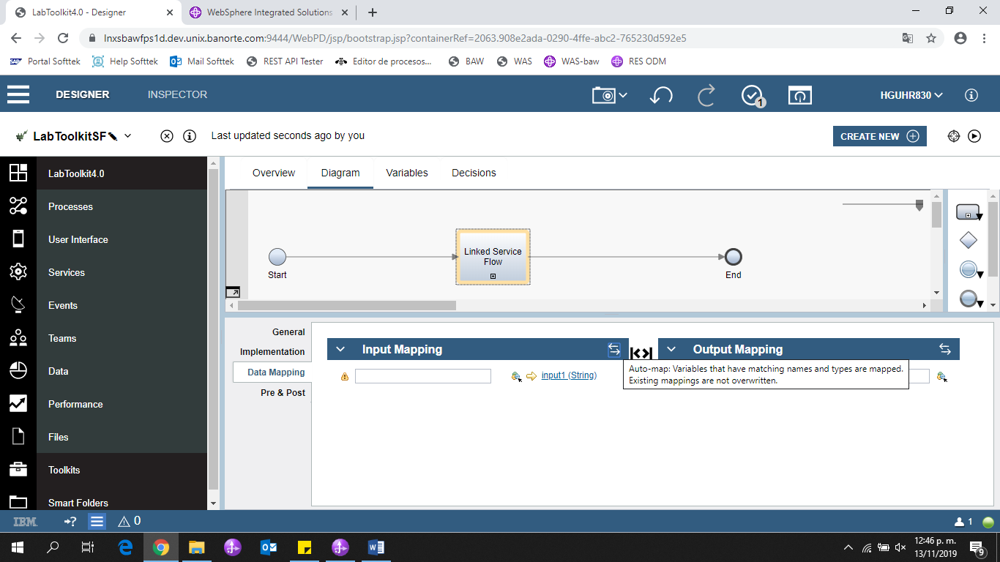 LabToolkit4.0 - Designer
WebSphere Integrated Solutions
lnxsbawfps1d.dev.unix.banorte.com:9444/WebPD/jsp/bootstrap.jsp?containerRef=2063.908e2ada-0290-4ffe-abc2-765230d592e5
SAP Portal Softtek
Help Softtek
Mail Softtek
REST API Tester
Editor de procesos...
BAW
WAS
WAS-baw
RES ODM
DESIGNER
INSPECTOR
1
HGUHR830
LabToolkitSF
Last updated seconds ago by you
CREATE NEW
LabToolkit4.0
Processes
User Interface
Services
Events
Teams
Data
Performance
Files
Toolkits
Smart Folders
Overview
Diagram
Variables
Decisions
Start
Linked Service
Flow
End
General
Implementation
Data Mapping
Pre & Post
Input Mapping
Output Mapping
input1 (String)
Auto-map: Variables that have matching names and types are mapped.
Existing mappings are not overwritten.
IBM
0
1
12:46 p. m.
13/11/2019
9